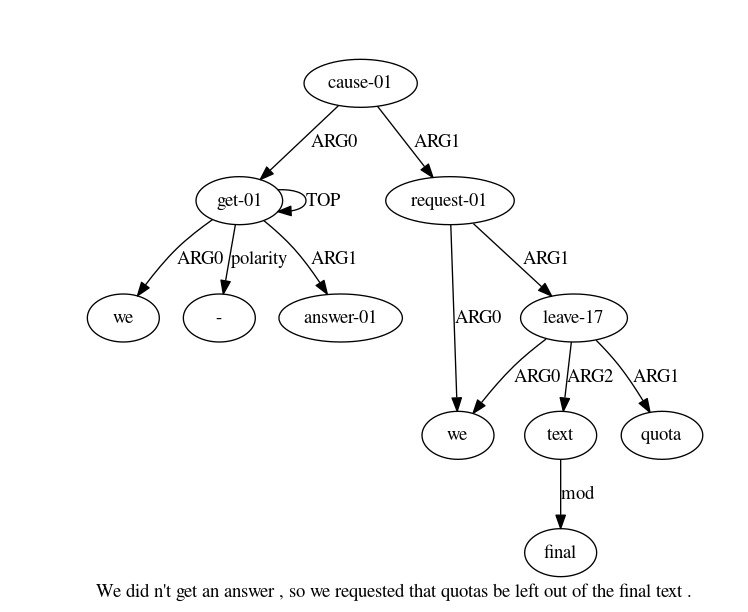 cause-01
ARG0 ARG1
get-01 TOP request-01
ARG0 polarity ARG1 ARG1
we - answer-01 ARG0 leave-17
ARG0 ARG2 ARG1
we text quota
mod
final
We did n't get an answer , so we requested that quotas be left out of the final text .